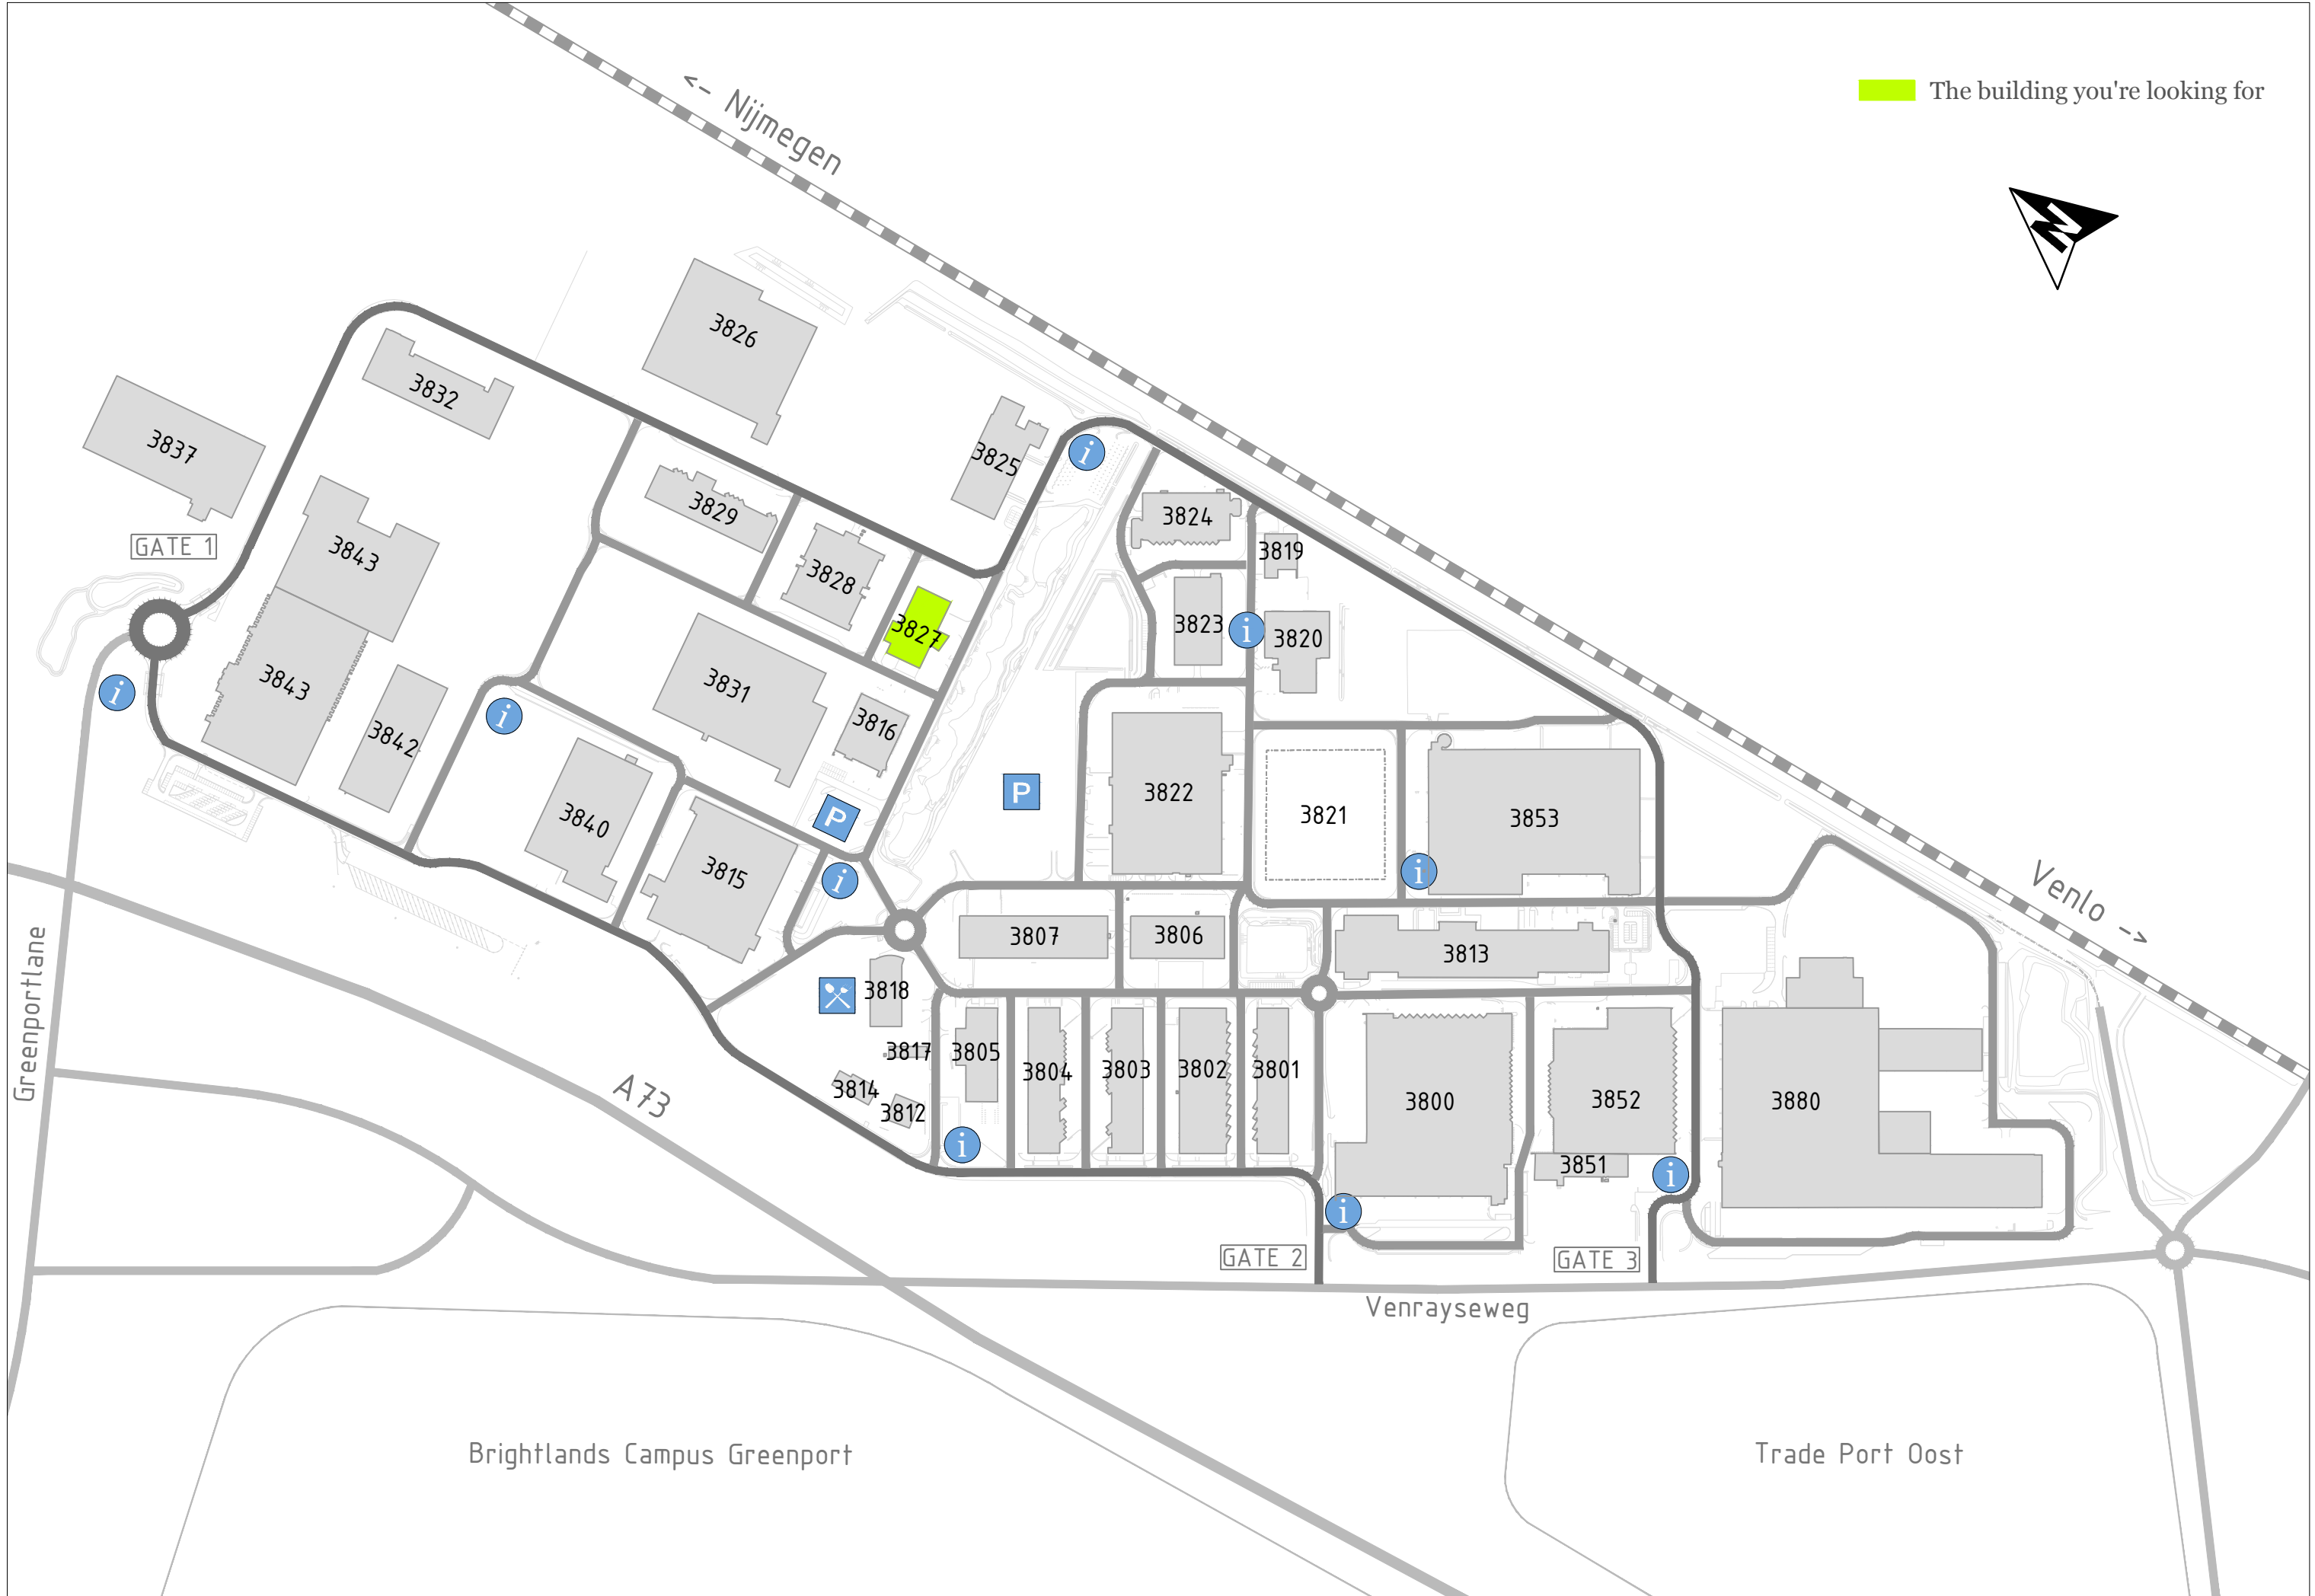 <- Nijmegen
The building you're looking for
N
3826
3832
3837
3825
3829
3824
GATE 1
3819
3843
3828
3823
3827
3820
3843
3831
3816
3842
P
P
3822
3821
3853
3840
3815
Venlo ->
3807
3806
3813
3818
Greenportlane
3817
3805
3804
3803
3802
3801
3814
3812
3800
3852
3880
A73
3851
GATE 2
GATE 3
Venrayseweg
Brightlands Campus Greenport
Trade Port Oost
i
i
i
i
i
i
i
i
i